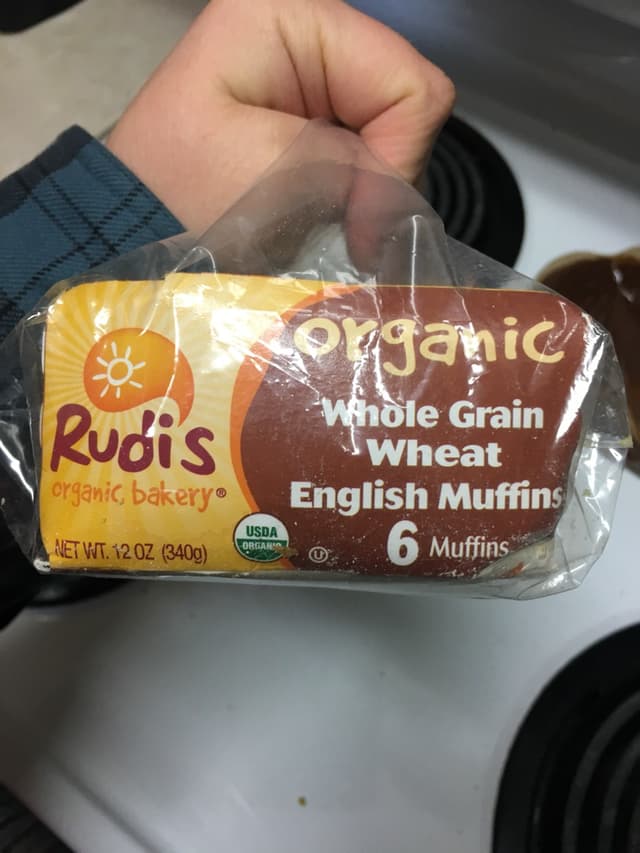 Rudi's
organic bakery®
NET WT. 12 OZ (340g)
USDA
ORGANIC
organic
Whole Grain
Wheat
English Muffins
U
6 Muffins